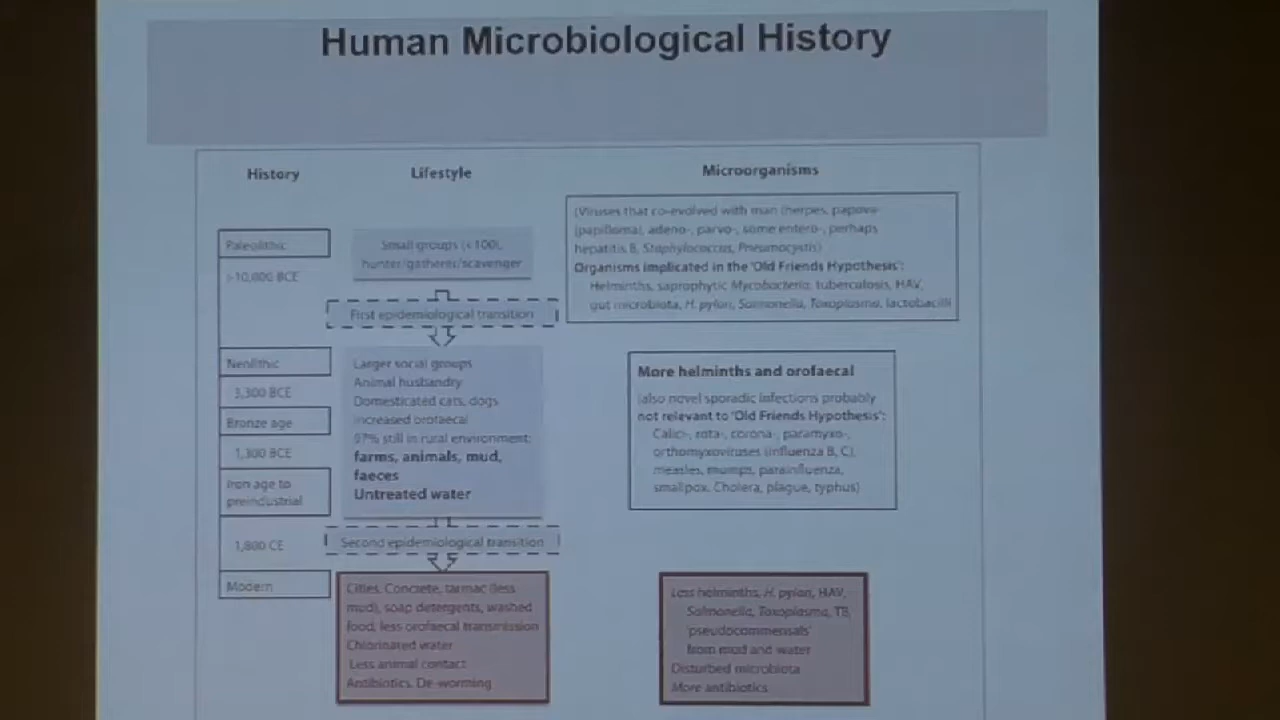 Human Microbiological History
History
Lifestyle
Microorganisms
Paleolithic
>10,000 BCE
Neolithic
3,300 BCE
Bronze age
1,300 BCE
Iron age to
preindustrial
1,800 CE
Modern
Small groups (<100),
hunter/gatherer/scavenger
First epidemiological transition
Larger social groups
Animal husbandry
Domesticated cats, dogs
Increased orofaecal
97% still in rural environment:
farms, animals, mud,
faeces
Untreated water
Second epidemiological transition
Cities. Concrete, tarmac (less
mud), soap detergents, washed
food, less orofaecal transmission
Chlorinated water
Less animal contact
Antibiotics. De-worming
(Viruses that co-evolved with man (herpes, papova-
(papilloma), adeno-, parvo-, some entero-, perhaps
hepatitis B, Staphylococcus, Pneumocystis)
Organisms implicated in the 'Old Friends Hypothesis':
Helminths, saprophytic Mycobacteria, tuberculosis, HAV,
gut microbiota, H. pylori, Salmonella, Toxoplasma, lactobacilli
More helminths and orofaecal
(also novel sporadic infections probably
not relevant to 'Old Friends Hypothesis':
Calici-, rota-, corona-, paramyxo-,
orthomyxoviruses (influenza B, C),
measles, mumps, parainfluenza,
smallpox. Cholera, plague, typhus)
Less helminths, H. pylori, HAV,
Salmonella, Toxoplasma, TB,
'pseudocommensals'
from mud and water
Disturbed microbiota
More antibiotics